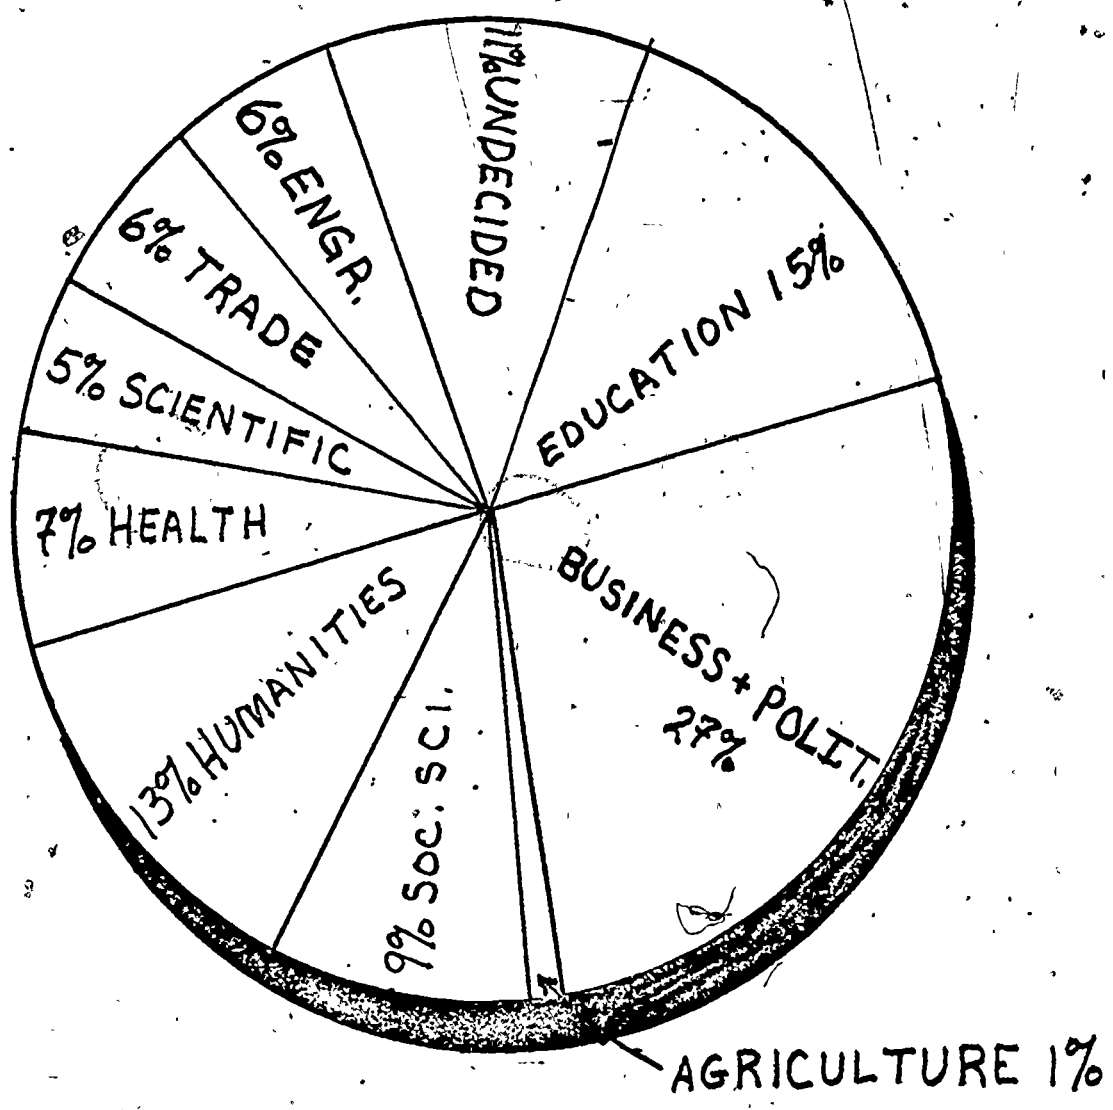 11% UNDECIDED
EDUCATION 15%
BUSINESS + POLIT.
27%
AGRICULTURE 1%
9% SOC. SCI.
13% HUMANITIES
7% HEALTH
5% SCIENTIFIC
6% TRADE
6% ENGR.